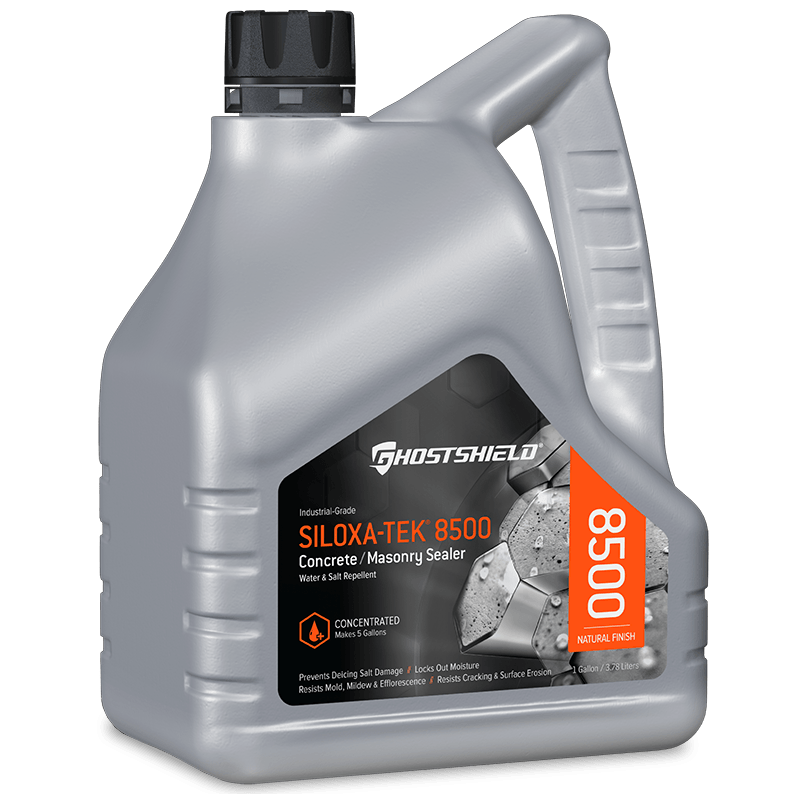 GHOSTSHIELD®
Industrial-Grade
SILOXA-TEK® 8500
Concrete / Masonry Sealer
Water & Salt Repellent
CONCENTRATED
Makes 5 Gallons
Prevents Deicing Salt Damage // Locks Out Moisture
Resists Mold, Mildew & Efflorescence // Resists Cracking & Surface Erosion
8500
NATURAL FINISH
1 Gallon / 3.78 Liters